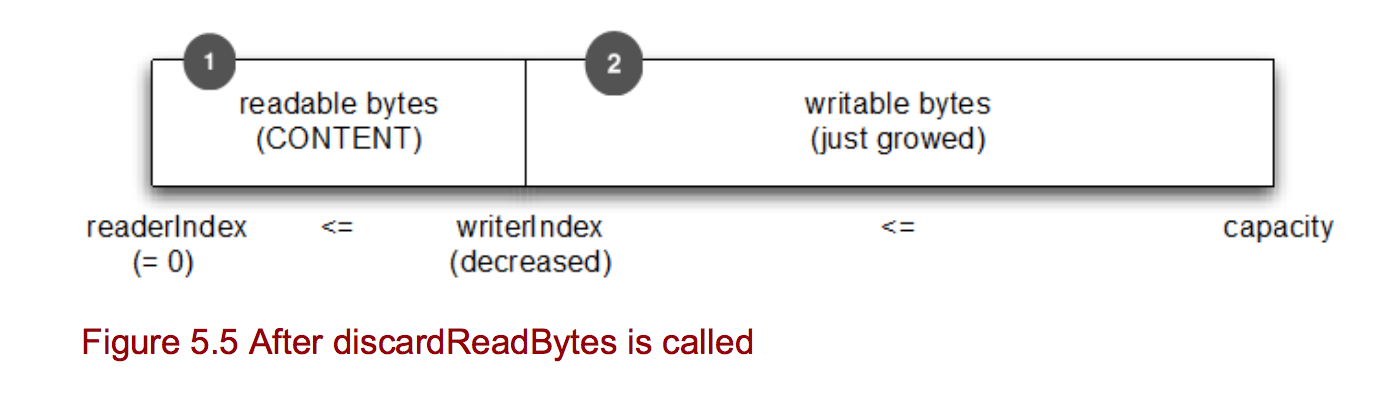 1
2
readable bytes
(CONTENT)
writable bytes
(just growed)
readerIndex <= writerIndex <= capacity
(= 0) (decreased)
Figure 5.5 After discardReadBytes is called